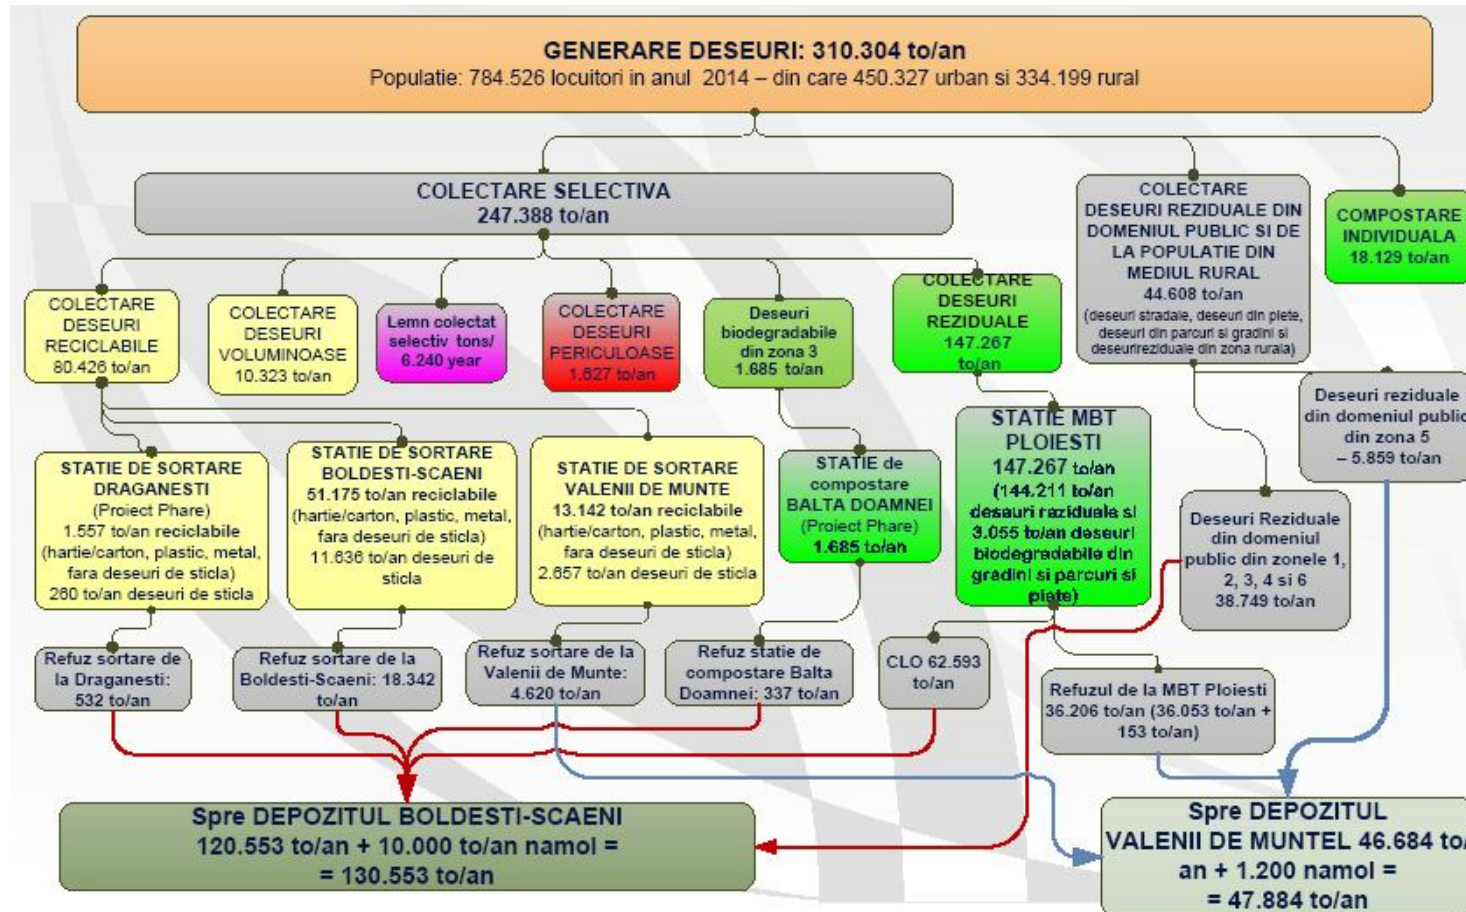 GENERARE DESEURI: 310.304 to/an
Populatie: 784.526 locuitori in anul 2014 – din care 450.327 urban si 334.199 rural
COLECTARE SELECTIVA
247.388 to/an
COLECTARE
DESEURI REZIDUALE DIN
DOMENIUL PUBLIC SI DE
LA POPULATIE DIN
MEDIUL RURAL
44.608 to/an
(deseuri stradale, deseuri din piete,
deseuri din parcuri si gradini si
deseurireziduale din zona rurala)
COMPOSTARE
INDIVIDUALA
18.129 to/an
COLECTARE
DESEURI
RECICLABILE
80.426 to/an
COLECTARE
DESEURI
VOLUMINOASE
10.323 to/an
Lemn colectat
selectiv tons/
6.240 year
COLECTARE
DESEURI
PERICULOASE
1.627 to/an
Deseuri
biodegradabile
din zona 3
1.685 to/an
COLECTARE
DESEURI
REZIDUALE
147.267
to/an
Deseuri reziduale
din domeniul public
din zona 5
– 5.859 to/an
STATIE DE SORTARE
DRAGANESTI
(Proiect Phare)
1.557 to/an reciclabile
(hartie/carton, plastic, metal,
fara deseuri de sticla)
260 to/an deseuri de sticla
STATIE DE SORTARE
BOLDESTI-SCAENI
51.175 to/an reciclabile
(hartie/carton, plastic, metal,
fara deseuri de sticla)
11.636 to/an deseuri de
sticla
STATIE DE SORTARE
VALENII DE MUNTE
13.142 to/an reciclabile
(hartie/carton, plastic, metal,
fara deseuri de sticla)
2.657 to/an deseuri de sticla
STATIE de
compostare
BALTA DOAMNEI
(Proiect Phare)
1.685 to/an
STATIE MBT
PLOIESTI
147.267 to/an
(144.211 to/an
deseuri reziduale si
3.055 to/an deseuri
biodegradabile din
gradini si parcuri si
piete)
Deseuri Reziduale
din domeniul
public din zonele 1,
2, 3, 4 si 6
38.749 to/an
Refuz sortare de
la Draganesti:
532 to/an
Refuz sortare de la
Boldesti-Scaeni: 18.342
to/an
Refuz sortare de la
Valenii de Munte:
4.620 to/an
Refuz statie de
compostare Balta
Doamnei: 337 to/an
CLO 62.593
to/an
Refuzul de la MBT Ploiesti
36.206 to/an (36.053 to/an +
153 to/an)
Spre DEPOZITUL BOLDESTI-SCAENI
120.553 to/an + 10.000 to/an namol =
= 130.553 to/an
Spre DEPOZITUL
VALENII DE MUNTEL 46.684 to/
an + 1.200 namol =
= 47.884 to/an